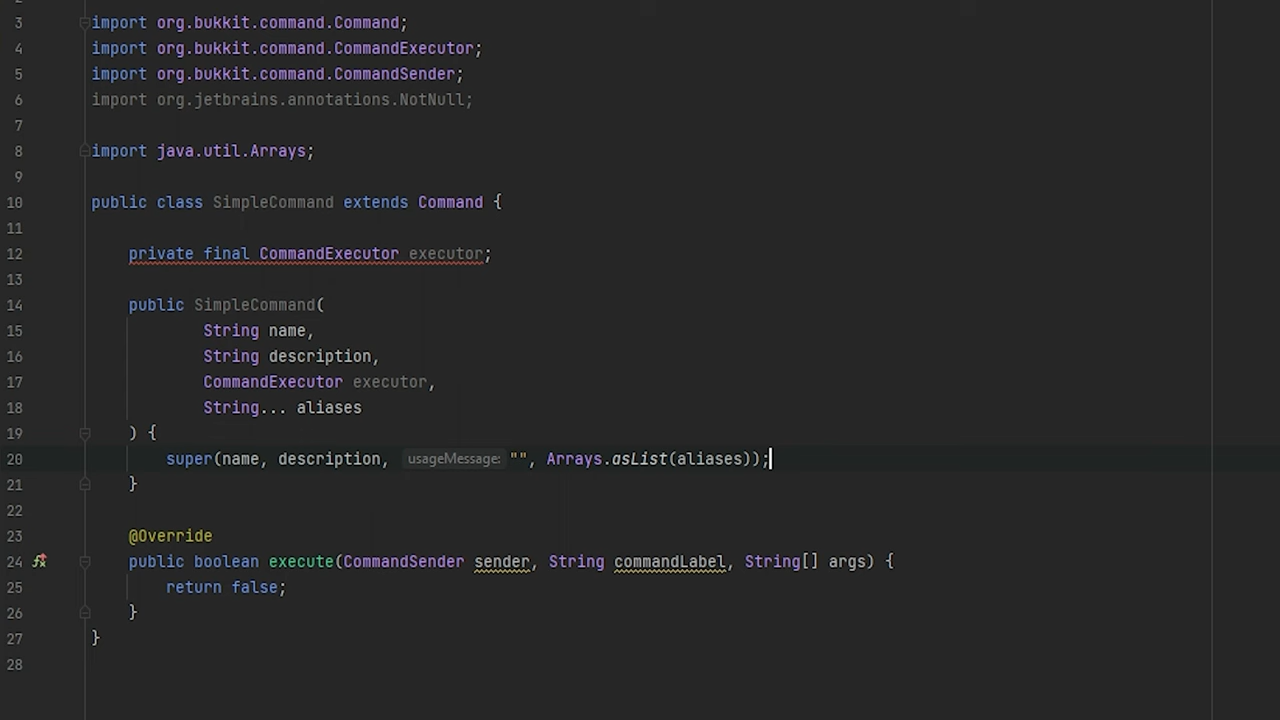 3 import org.bukkit.command.Command;
4 import org.bukkit.command.CommandExecutor;
5 import org.bukkit.command.CommandSender;
6 import org.jetbrains.annotations.NotNull;
7
8 import java.util.Arrays;
9
10 public class SimpleCommand extends Command {
11
12 private final CommandExecutor executor;
13
14 public SimpleCommand(
15 String name,
16 String description,
17 CommandExecutor executor,
18 String... aliases
19 ) {
20 super(name, description, usageMessage: "", Arrays.asList(aliases));
21 }
22
23 @Override
24 public boolean execute(CommandSender sender, String commandLabel, String[] args) {
25 return false;
26 }
27 }
28